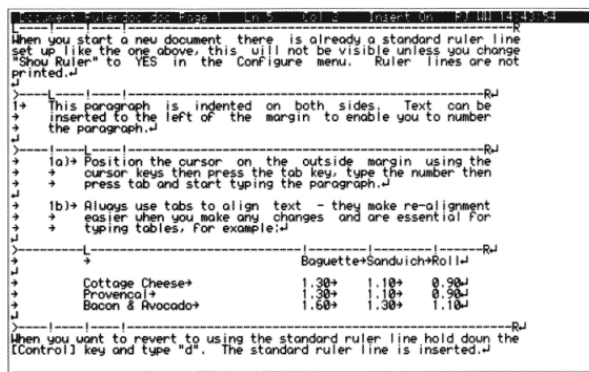 Document Rulerdoc.doc Page 1 Ln 5 Col 2 Insert On 14:43:54
L----!----!----!--------------------------------------------------R
When you start a new document there is already a standard ruler line
set up like the one above, this will not be visible unless you change
"Show Ruler" to YES in the Configure menu. Ruler lines are not
printed.↵
↵
>----L----!----!----------------------------------------------R↵
1→ This paragraph is indented on both sides. Text can be
→ inserted to the left of the margin to enable you to number
→ the paragraph.↵
↵
>----!----L----!----------------------------------------------R↵
→ 1a)→ Position the cursor on the outside margin using the
→ → cursor keys then press the tab key, type the number then
→ → press tab and start typing the paragraph.↵
↵
→ 1b)→ Always use tabs to align text - they make re-alignment
→ → easier when you make any changes and are essential for
→ → typing tables, for example:↵
↵
>---------L---------------------------!--------!-------!------R↵
→ → Baguette→Sandwich→Roll↵
→
→ Cottage Cheese→ 1.30→ 1.10→ 0.90↵
→ Provencal→ 1.30→ 1.10→ 0.90↵
→ Bacon & Avocado→ 1.60→ 1.30→ 1.10↵
↵
>----!----!----!--------------------------------------------------R↵
When you want to revert to using the standard ruler line hold down the
[Control] key and type "d". The standard ruler line is inserted.↵